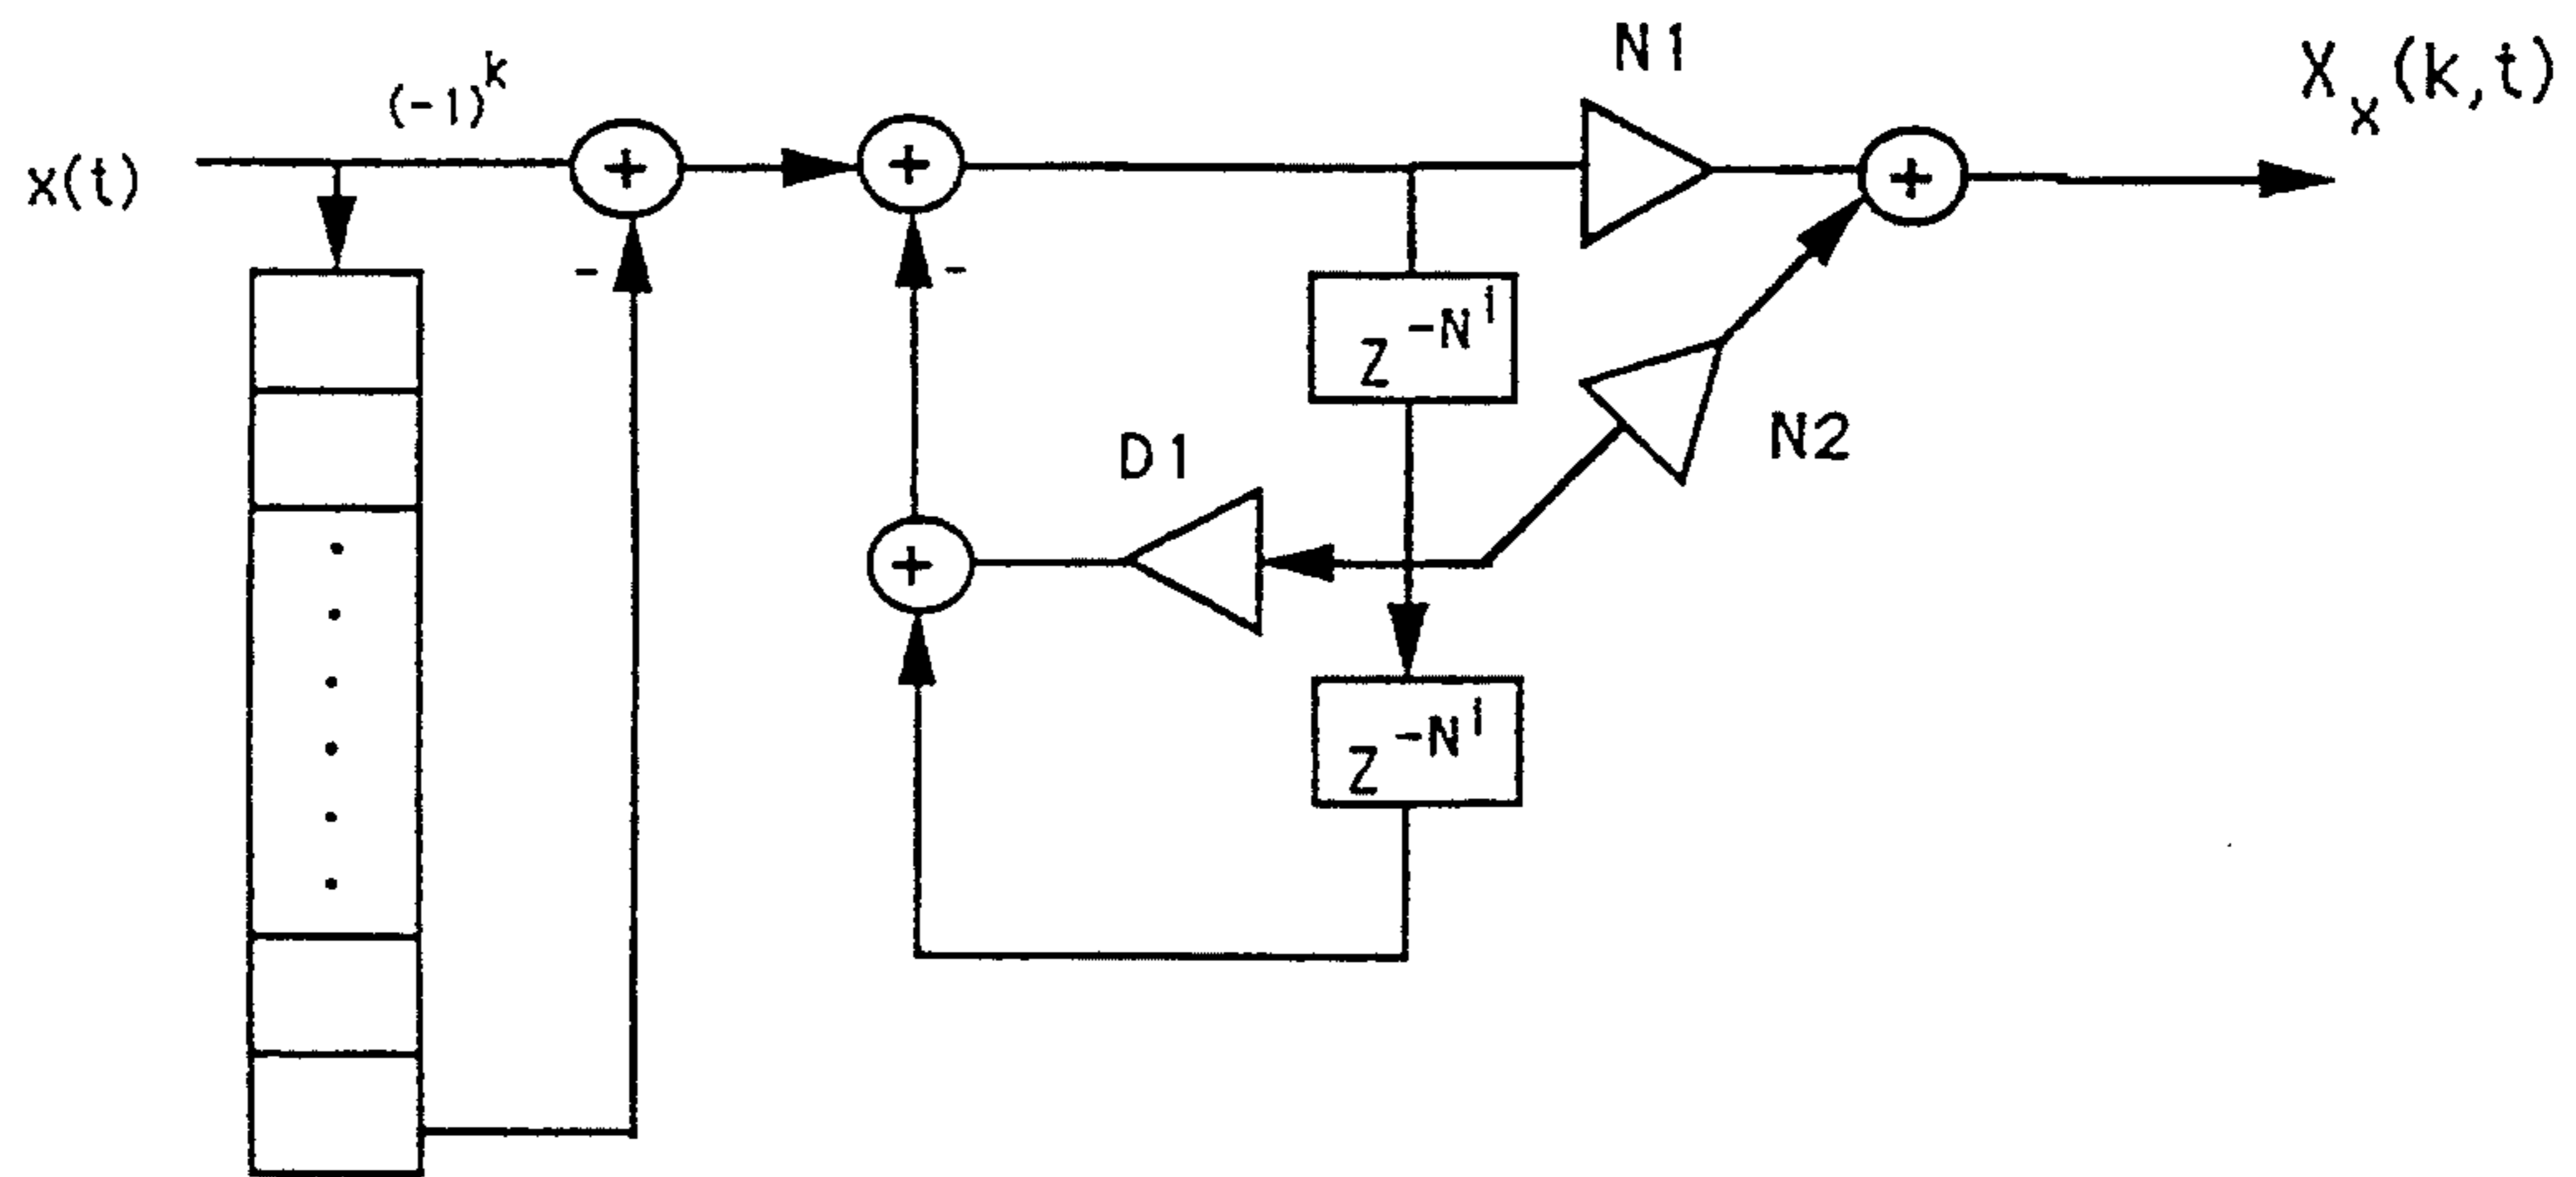 x(t)
(-1)^k
+
+
N1
+
X_x(k,t)
-
-
Z^-N^i
N2
D1
+
Z^-N^i